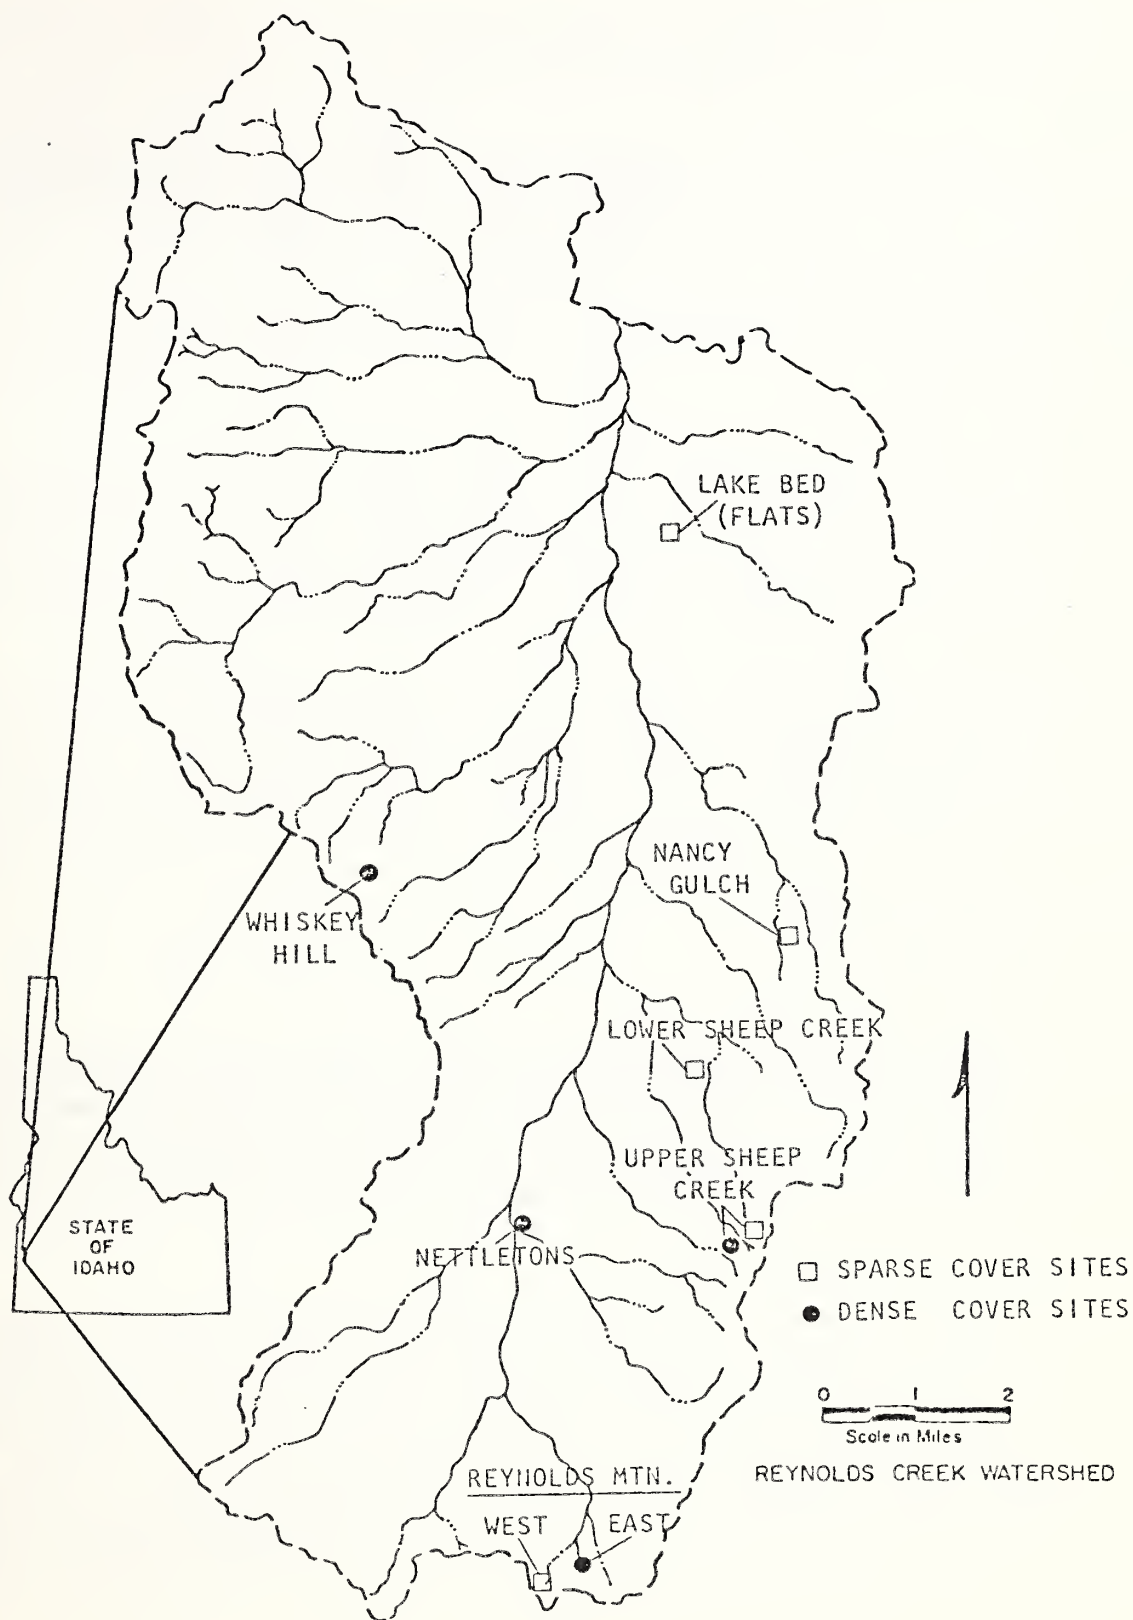 LAKE BED
(FLATS)
NANCY
GULCH
WHISKEY
HILL
LOWER SHEEP CREEK
UPPER SHEEP
CREEK
STATE
OF
IDAHO
NETTLETONS
SPARSE COVER SITES
DENSE COVER SITES
0 1 2
Scale in Miles
REYNOLDS CREEK WATERSHED
REYNOLDS MTN.
WEST EAST